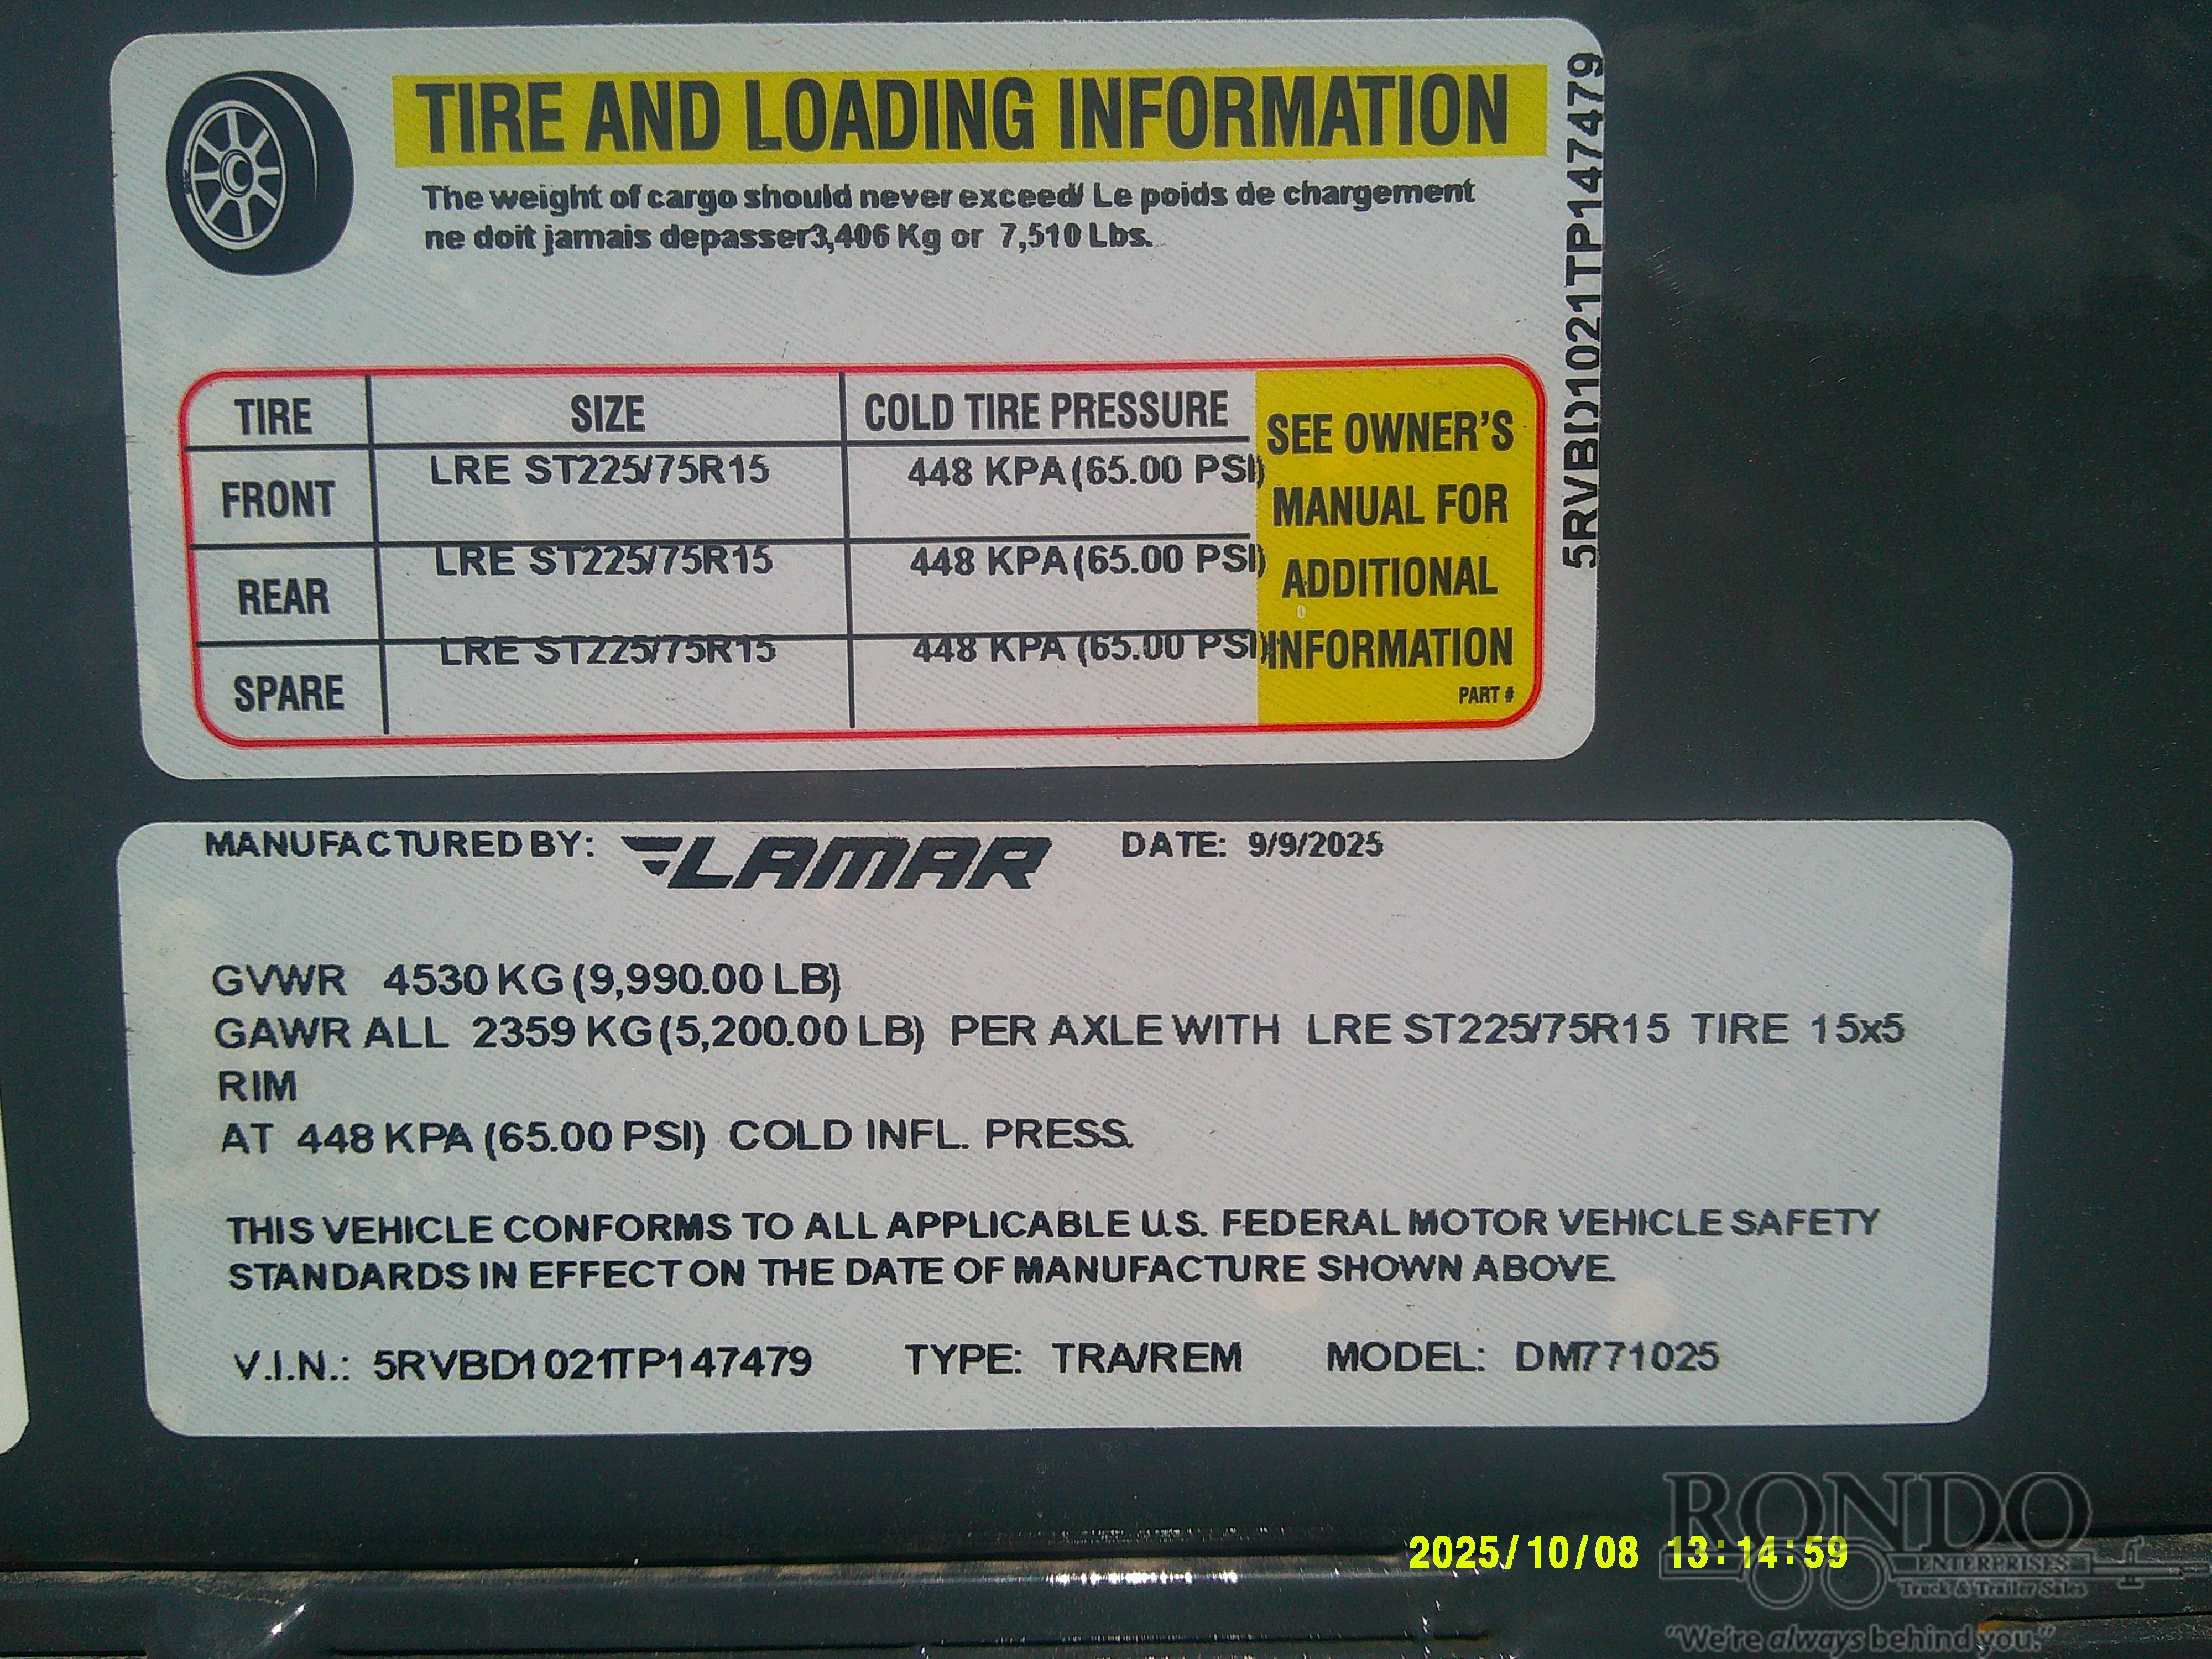 TIRE AND LOADING INFORMATION
The weight of cargo should never exceed/ Le poids de chargement
ne doit jamais depasser3,406 Kg or 7,510 Lbs.
5RVBD1021TP147479
TIRE SIZE COLD TIRE PRESSURE
FRONT LRE ST225/75R15 448 KPA (65.00 PSI)
REAR LRE ST225/75R15 448 KPA (65.00 PSI)
SPARE LRE ST225/75R15 448 KPA (65.00 PSI)
SEE OWNER'S
MANUAL FOR
ADDITIONAL
INFORMATION
PART #
MANUFACTURED BY: LAMAR DATE: 9/9/2025
GVWR 4530 KG (9,990.00 LB)
GAWR ALL 2359 KG (5,200.00 LB) PER AXLE WITH LRE ST225/75R15 TIRE 15x5
RIM
AT 448 KPA (65.00 PSI) COLD INFL. PRESS.
THIS VEHICLE CONFORMS TO ALL APPLICABLE U.S. FEDERAL MOTOR VEHICLE SAFETY
STANDARDS IN EFFECT ON THE DATE OF MANUFACTURE SHOWN ABOVE.
V.I.N.: 5RVBD1021TP147479 TYPE: TRA/REM MODEL: DM771025
2025/10/08 13:14:59
RONDO
ENTERPRISES
Truck & Trailer Sales
"We're always behind you."